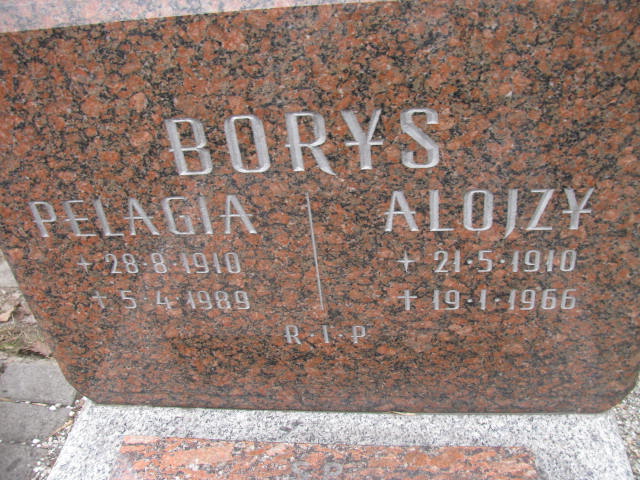 BORYS
PELAGIA ALOJZY
+ 28·8·1910 + 21·5·1910
+ 5·4·1989 + 19·1·1966
R·I·P